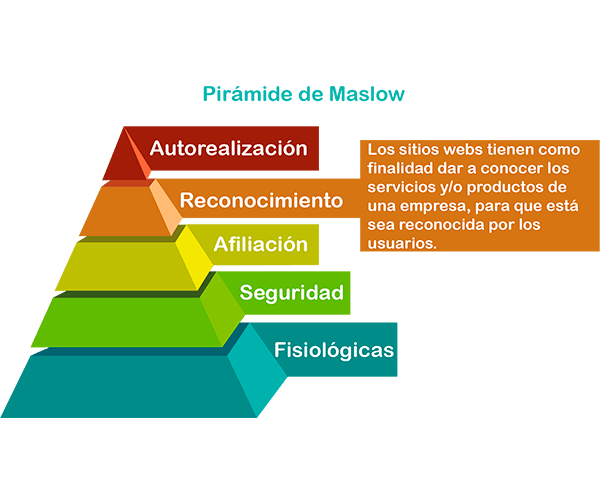 Pirámide de Maslow
Autorealización
Reconocimiento
Los sitios webs tienen como
finalidad dar a conocer los
servicios y/o productos de
una empresa, para que está
sea reconocida por los
usuarios.
Afiliación
Seguridad
Fisiológicas